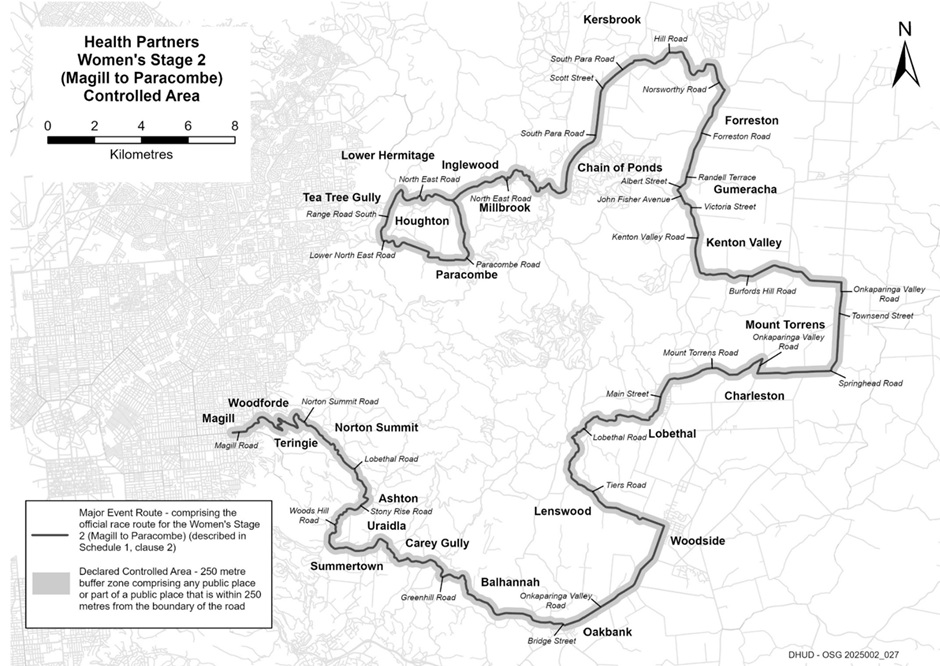 Health Partners
Women's Stage 2
(Magill to Paracombe)
Controlled Area
0 2 4 6 8
Kilometres
N
Kersbrook
Hill Road
South Para Road
Scott Street
Norsworthy Road
Forreston
South Para Road
Forreston Road
Lower Hermitage
Inglewood
Chain of Ponds
North East Road
Albert Street
Randell Terrace
Gumeracha
Tea Tree Gully
North East Road
Millbrook
John Fisher Avenue
Victoria Street
Range Road South
Houghton
Kenton Valley Road
Kenton Valley
Lower North East Road
Paracombe Road
Paracombe
Burfords Hill Road
Onkaparinga Valley
Road
Townsend Street
Mount Torrens
Onkaparinga Valley
Road
Mount Torrens Road
Springhead Road
Main Street
Charleston
Woodforde
Norton Summit Road
Magill
Norton Summit
Magill Road
Teringie
Lobethal Road
Lobethal
Lobethal Road
Tiers Road
Ashton
Woods Hill
Road
Stony Rise Road
Lenswood
Uraidla
Carey Gully
Woodside
Summertown
Balhannah
Greenhill Road
Onkaparinga Valley
Road
Bridge Street
Oakbank
Major Event Route - comprising the
official race route for the Women's Stage
2 (Magill to Paracombe) (described in
Schedule 1, clause 2)
Declared Controlled Area - 250 metre
buffer zone comprising any public place
or part of a public place that is within 250
metres from the boundary of the road
DHUD - OSG 2025002_027